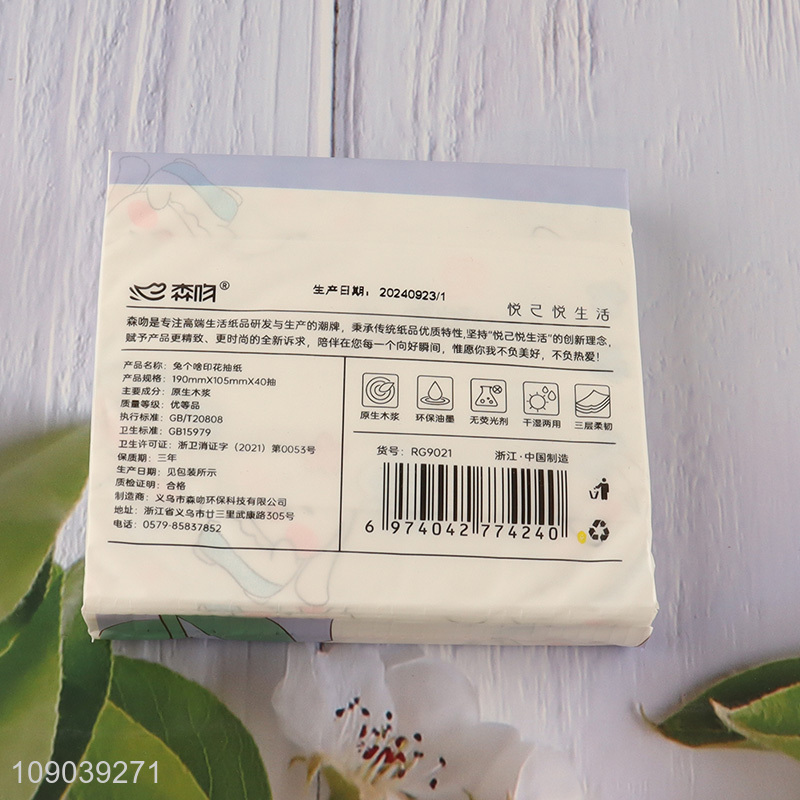 森吻®
生产日期： 20240923/1
悦己悦生活
森吻是专注高端生活纸品研发与生产的潮牌，秉承传统纸品优质特性,坚持“悦己悦生活”的创新理念，
赋予产品更精致、更时尚的全新诉求，陪伴在您每一个向好瞬间，惟愿你我不负美好，不负热爱！
产品名称：兔个啥印花抽纸
产品规格：190mmX105mmX40抽
主要成分：原生木浆
质量等级：优等品
执行标准：GB/T20808
卫生标准：GB15979
卫生许可证：浙卫消证字（2021）第0053号
保质期：三年
生产日期：见包装所示
质检证明：合格
制造商：义乌市森吻环保科技有限公司
地址：浙江省义乌市廿三里武康路305号
电话：0579-85837852
原生木浆
环保油墨
无荧光剂
干湿两用
三层柔韧
货号：RG9021
浙江·中国制造
6 974042 774240
109039271